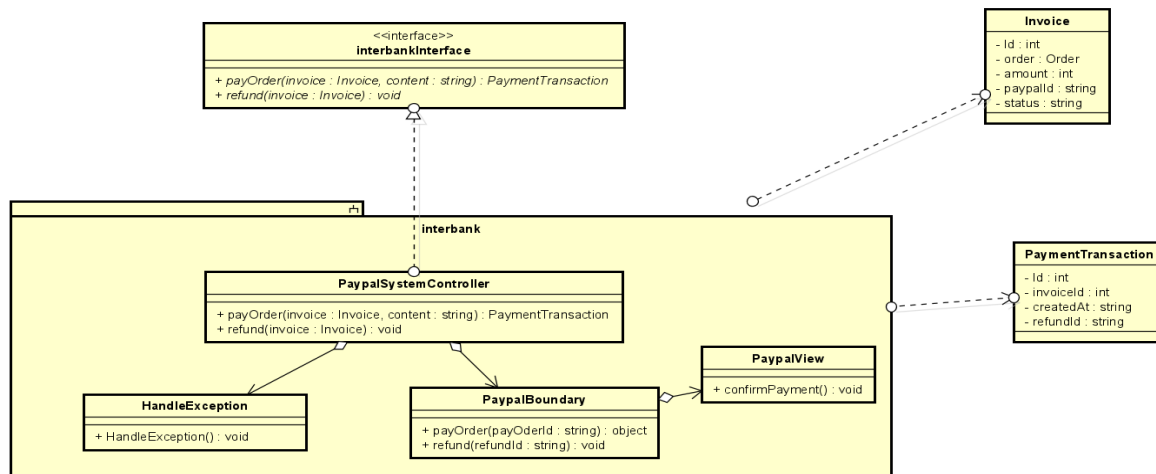 <<interface>>
interbankInterface
+ payOrder(invoice : Invoice, content : string) : PaymentTransaction
+ refund(invoice : Invoice) : void
Invoice
- Id : int
- order : Order
- amount : int
- paypalId : string
- status : string
interbank
PaypalSystemController
+ payOrder(invoice : Invoice, content : string) : PaymentTransaction
+ refund(invoice : Invoice) : void
PaymentTransaction
- Id : int
- invoiceId : int
- createdAt : string
- refundId : string
HandleException
+ HandleException() : void
PaypalBoundary
+ payOrder(payOderId : string) : object
+ refund(refundId : string) : void
PaypalView
+ confirmPayment() : void